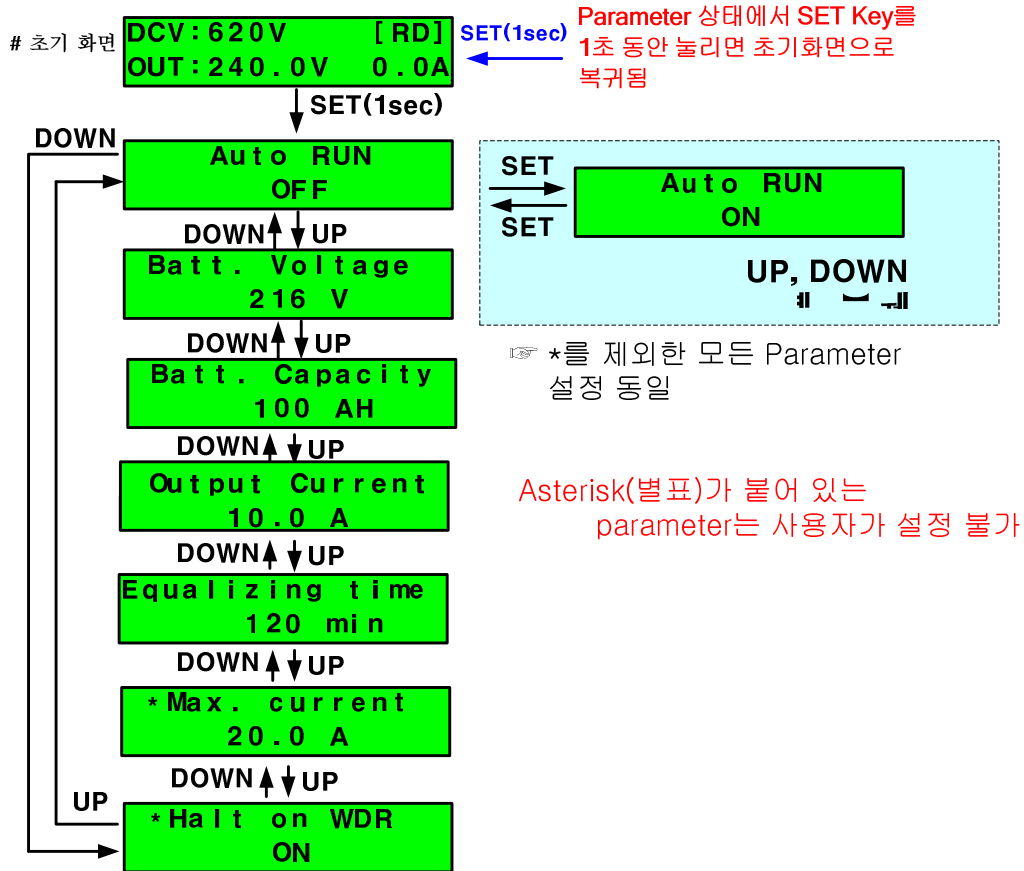 # 초기 화면
DCV:620V [RD]
OUT:240.0V 0.0A
SET(1sec)
Parameter 상태에서 SET Key를
1초 동안 눌리면 초기화면으로
복귀됨
SET(1sec)
DOWN
Auto RUN
OFF
DOWN UP
Batt. Voltage
216 V
DOWN UP
Batt. Capacity
100 AH
DOWN UP
Output Current
10.0 A
DOWN UP
Equalizing time
120 min
DOWN UP
*Max. current
20.0 A
DOWN UP
UP
*Halt on WDR
ON
SET
SET
Auto RUN
ON
UP, DOWN
☞ *를 제외한 모든 Parameter
설정 동일
Asterisk(별표)가 붙어 있는
parameter는 사용자가 설정 불가